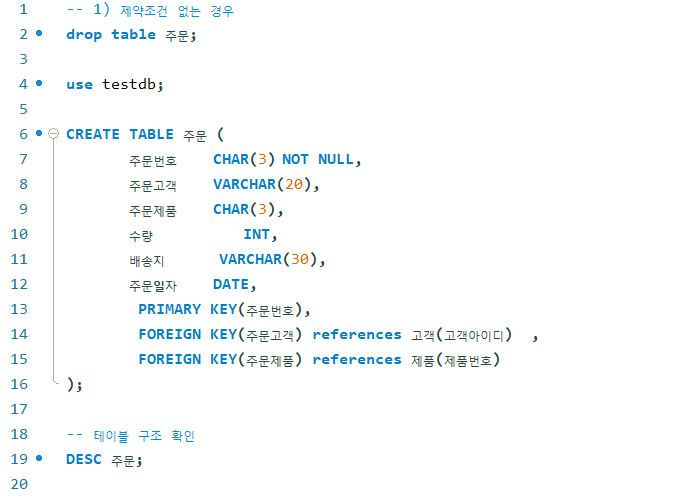 1 -- 1) 제약조건 없는 경우
2 drop table 주문;
3
4 use testdb;
5
6 CREATE TABLE 주문 (
7 주문번호 CHAR(3) NOT NULL,
8 주문고객 VARCHAR(20),
9 주문제품 CHAR(3),
10 수량 INT,
11 배송지 VARCHAR(30),
12 주문일자 DATE,
13 PRIMARY KEY(주문번호),
14 FOREIGN KEY(주문고객) references 고객(고객아이디) ,
15 FOREIGN KEY(주문제품) references 제품(제품번호)
16 );
17
18 -- 테이블 구조 확인
19 DESC 주문;
20